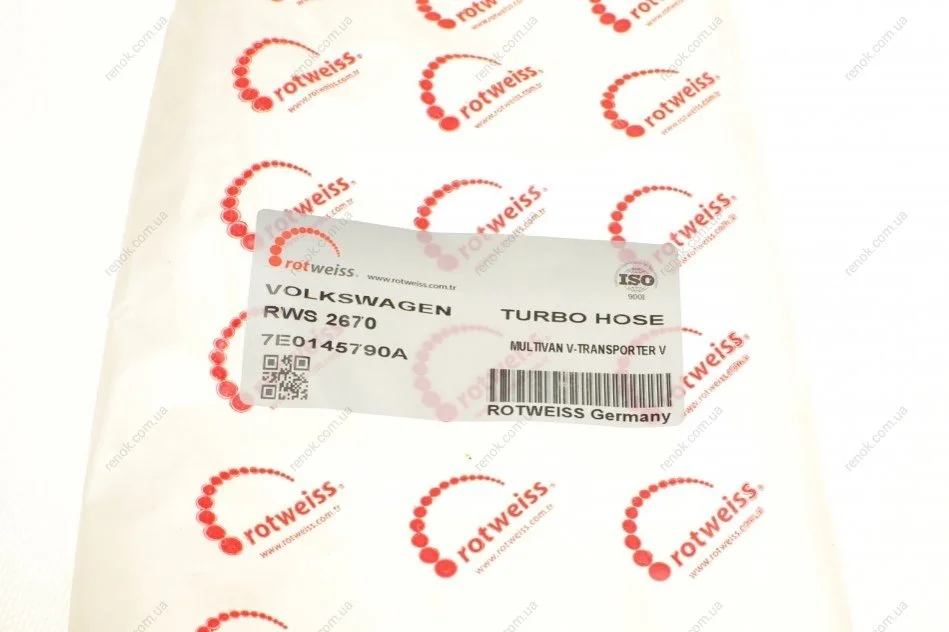 rotweiss®
www.rotweiss.com.tr
VOLKSWAGEN
RWS 2670
7E0145790A
ISO
9001
TURBO HOSE
MULTIVAN V-TRANSPORTER V
ROTWEISS Germany
rotweiss®
www.rotweiss.com.tr
renok.com.ua